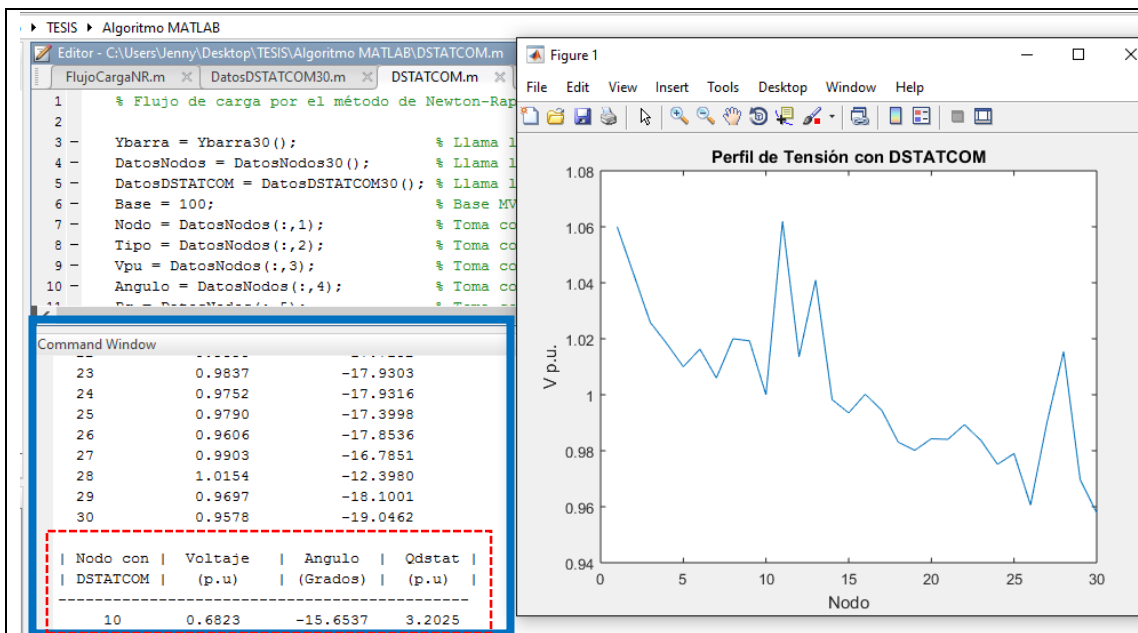 TESIS Algoritmo MATLAB
Editor - C:\Users\Jenny\Desktop\TESIS\Algoritmo MATLAB\DSTATCOM.m
FlujoCargaNR.m DatosDSTATCOM30.m DSTATCOM.m
1 % Flujo de carga por el método de Newton-Rap
2
3 - Ybarra = Ybarra30(); % Llama l
4 - DatosNodos = DatosNodos30(); % Llama l
5 - DatosDSTATCOM = DatosDSTATCOM30(); % Llama l
6 - Base = 100; % Base MV
7 - Nodo = DatosNodos(:,1); % Toma co
8 - Tipo = DatosNodos(:,2); % Toma co
9 - Vpu = DatosNodos(:,3); % Toma co
10 - Angulo = DatosNodos(:,4); % Toma co
Command Window
23 0.9837 -17.9303
24 0.9752 -17.9316
25 0.9790 -17.3998
26 0.9606 -17.8536
27 0.9903 -16.7851
28 1.0154 -12.3980
29 0.9697 -18.1001
30 0.9578 -19.0462
| Nodo con | Voltaje | Angulo | Qdstat |
| DSTATCOM | (p.u) | (Grados) | (p.u) |
-----------------------------------------------
10 0.6823 -15.6537 3.2025
Figure 1
File Edit View Insert Tools Desktop Window Help
Perfil de Tensión con DSTATCOM
1.08
1.06
1.04
1.02
1
0.98
0.96
0.94
V p.u.
0 5 10 15 20 25 30
Nodo